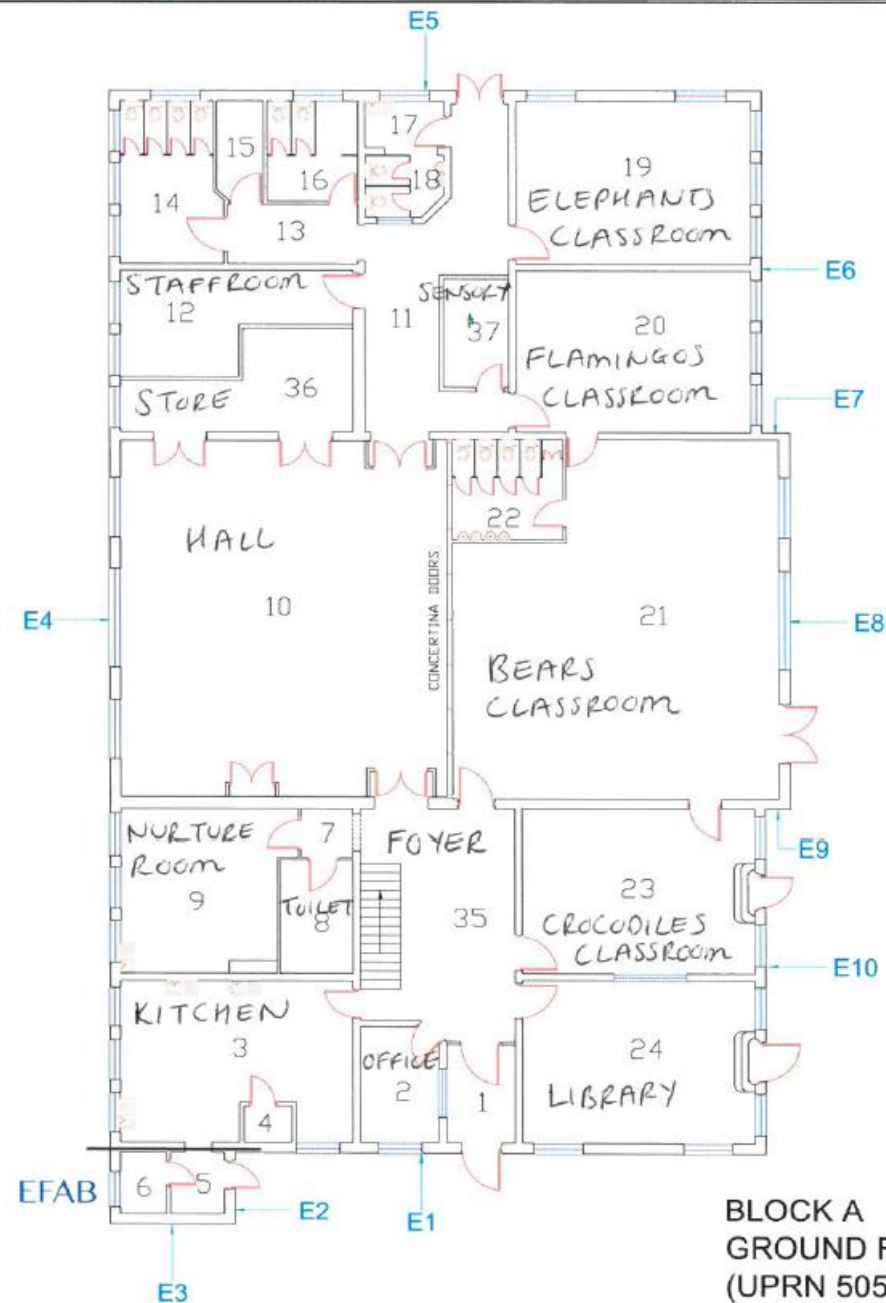 E5
17
15
19
16
18
ELEPHANTS
CLASSROOM
14
13
E6
STAFFROOM
SENSORY
12
11
37
20
FLAMINGOS
CLASSROOM
36
STORE
E7
22
HALL
10
CONCERTINA DOORS
21
E4
E8
BEARS
CLASSROOM
NURTURE
ROOM
7
FOYER
E9
9
TOILET
8
35
23
CROCODILES
CLASSROOM
E10
KITCHEN
3
OFFICE
2
1
24
LIBRARY
4
EFAB
6
5
E2
E1
E3
BLOCK A
GROUND F
(UPRN 505